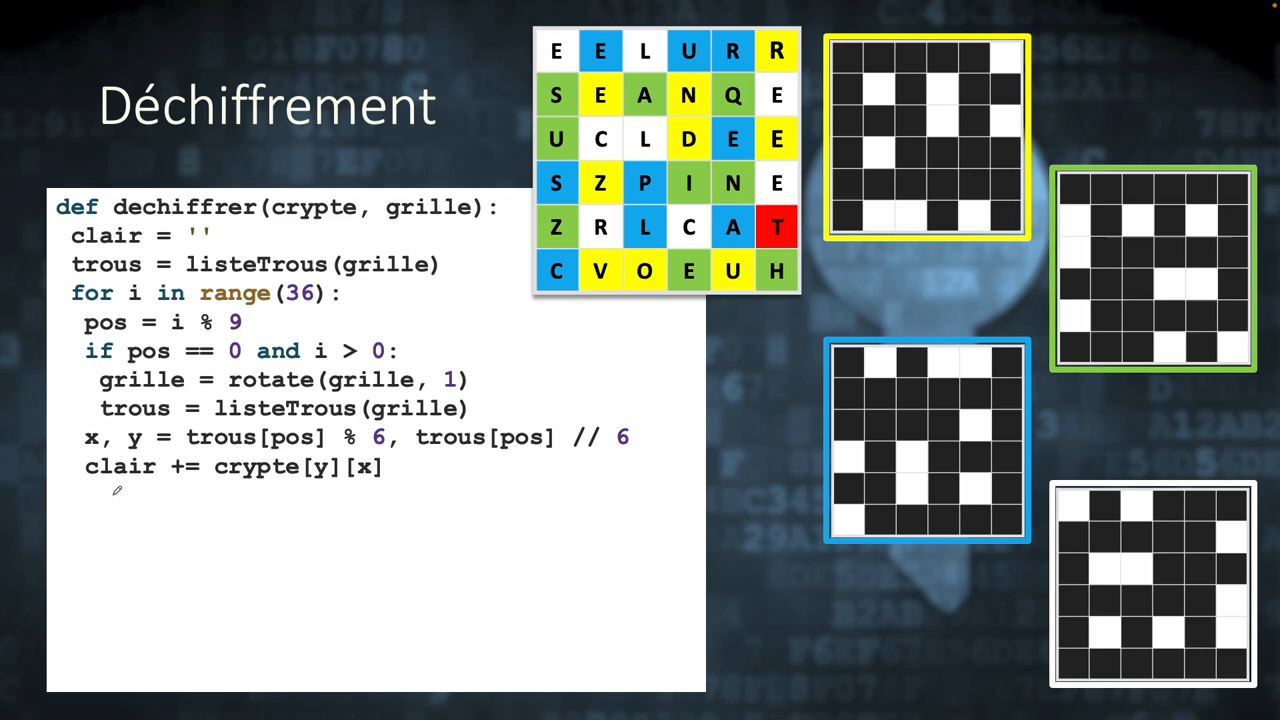 Déchiffrement
def dechiffrer(crypte, grille):
clair = ''
trous = listeTrous(grille)
for i in range(36):
pos = i % 9
if pos == 0 and i > 0:
grille = rotate(grille, 1)
trous = listeTrous(grille)
x, y = trous[pos] % 6, trous[pos] // 6
clair += crypte[y][x]
E E L U R R
S E A N Q E
U C L D E E
S Z P I N E
Z R L C A T
C V O E U H